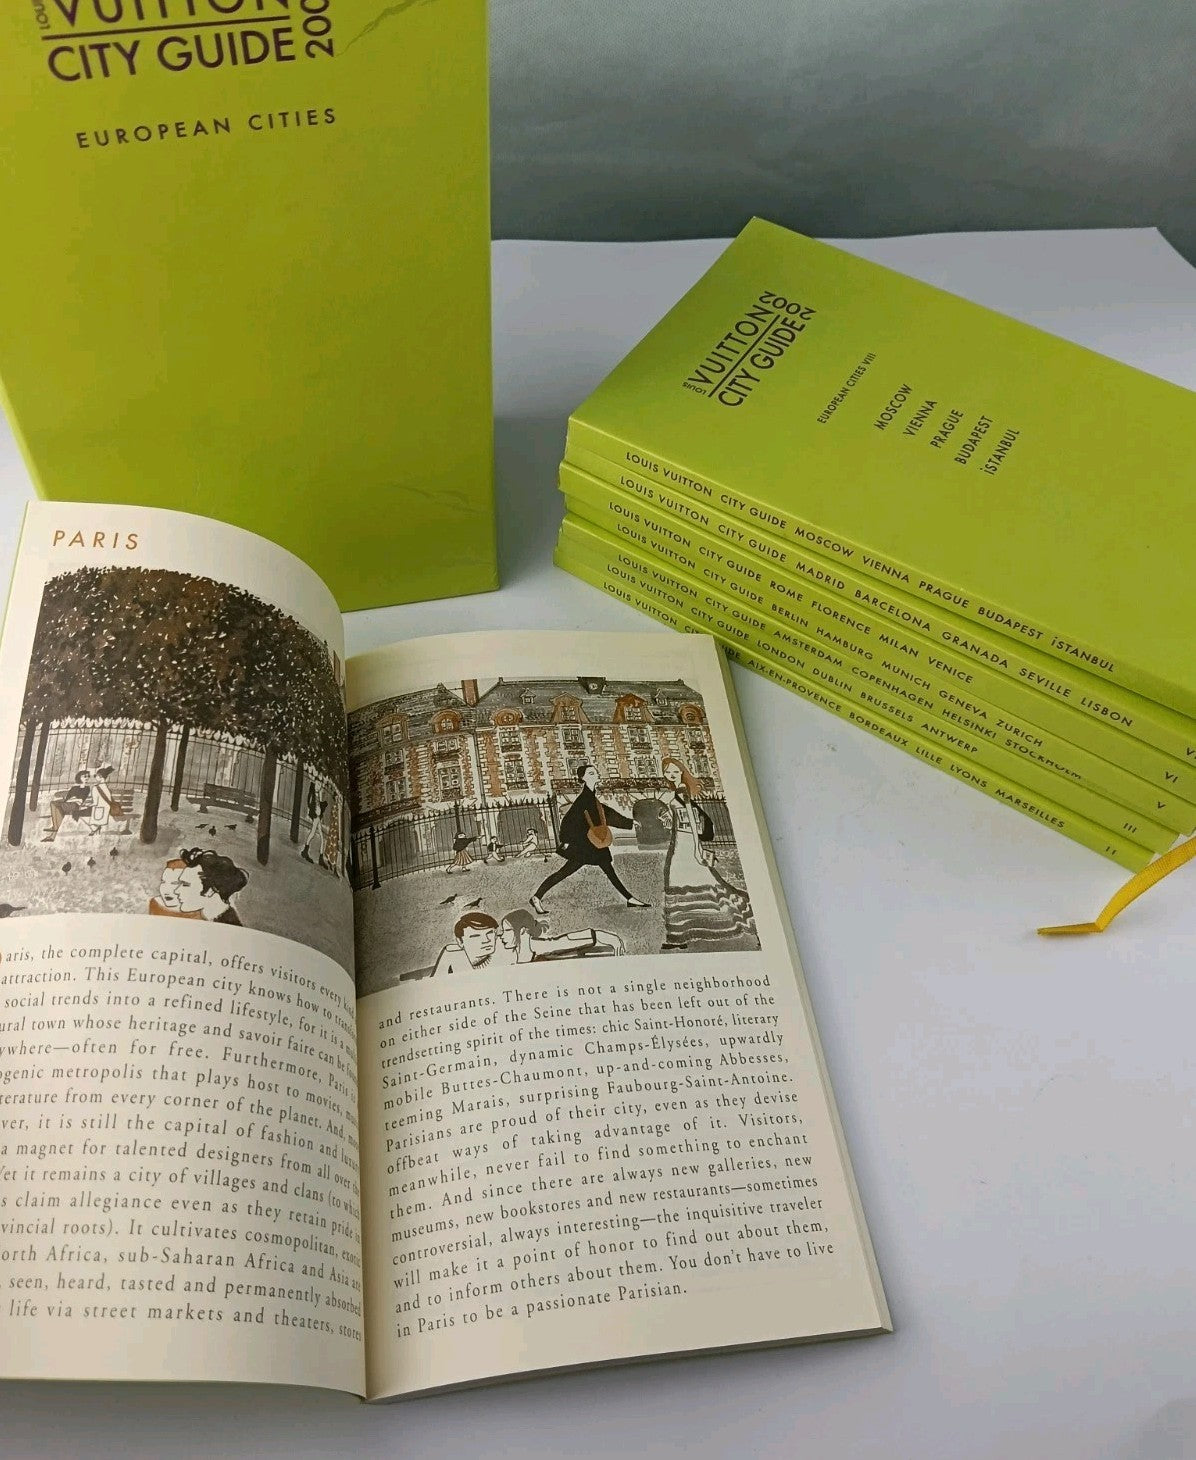 LOUIS
VUITTON
CITY GUIDE
EUROPEAN CITIES
LOUIS VUITTON 2002
CITY GUIDE
EUROPEAN CITIES VIII
MOSCOW
VIENNA
PRAGUE
BUDAPEST
iSTANBUL
LOUIS VUITTON CITY GUIDE MOSCOW VIENNA PRAGUE BUDAPEST iSTANBUL
LOUIS VUITTON CITY GUIDE MADRID BARCELONA GRANADA SEVILLE LISBON
LOUIS VUITTON CITY GUIDE ROME FLORENCE MILAN VENICE VI
LOUIS VUITTON CITY GUIDE BERLIN HAMBURG MUNICH GENEVA ZURICH V
LOUIS VUITTON CITY GUIDE AMSTERDAM COPENHAGEN HELSINKI STOCKHOLM
LOUIS VUITTON CITY GUIDE LONDON DUBLIN BRUSSELS ANTWERP III
LOUIS VUITTON AIX-EN-PROVENCE BORDEAUX LILLE LYONS MARSEILLES II
PARIS
aris, the complete capital, offers visitors every
attraction. This European city knows how to
social trends into a refined lifestyle, for it is a
town whose heritage and savoir faire can be
—often for free. Furthermore, Paris is
metropolis that plays host to movies,
from every corner of the planet. And,
it is still the capital of fashion and
a magnet for talented designers from all over
it remains a city of villages and clans (to which
claim allegiance even as they retain pride in
roots). It cultivates cosmopolitan,
Africa, sub-Saharan Africa and Asia are
seen, heard, tasted and permanently absorbed
life via street markets and theaters, stores
and restaurants. There is not a single neighborhood
on either side of the Seine that has been left out of the
trendsetting spirit of the times: chic Saint-Honoré, literary
Saint-Germain, dynamic Champs-Élysées, upwardly
mobile Buttes-Chaumont, up-and-coming Abbesses,
teeming Marais, surprising Faubourg-Saint-Antoine.
Parisians are proud of their city, even as they devise
offbeat ways of taking advantage of it. Visitors,
meanwhile, never fail to find something to enchant
them. And since there are always new galleries, new
museums, new bookstores and new restaurants—sometimes
controversial, always interesting—the inquisitive traveler
will make it a point of honor to find out about them,
and to inform others about them. You don't have to live
in Paris to be a passionate Parisian.